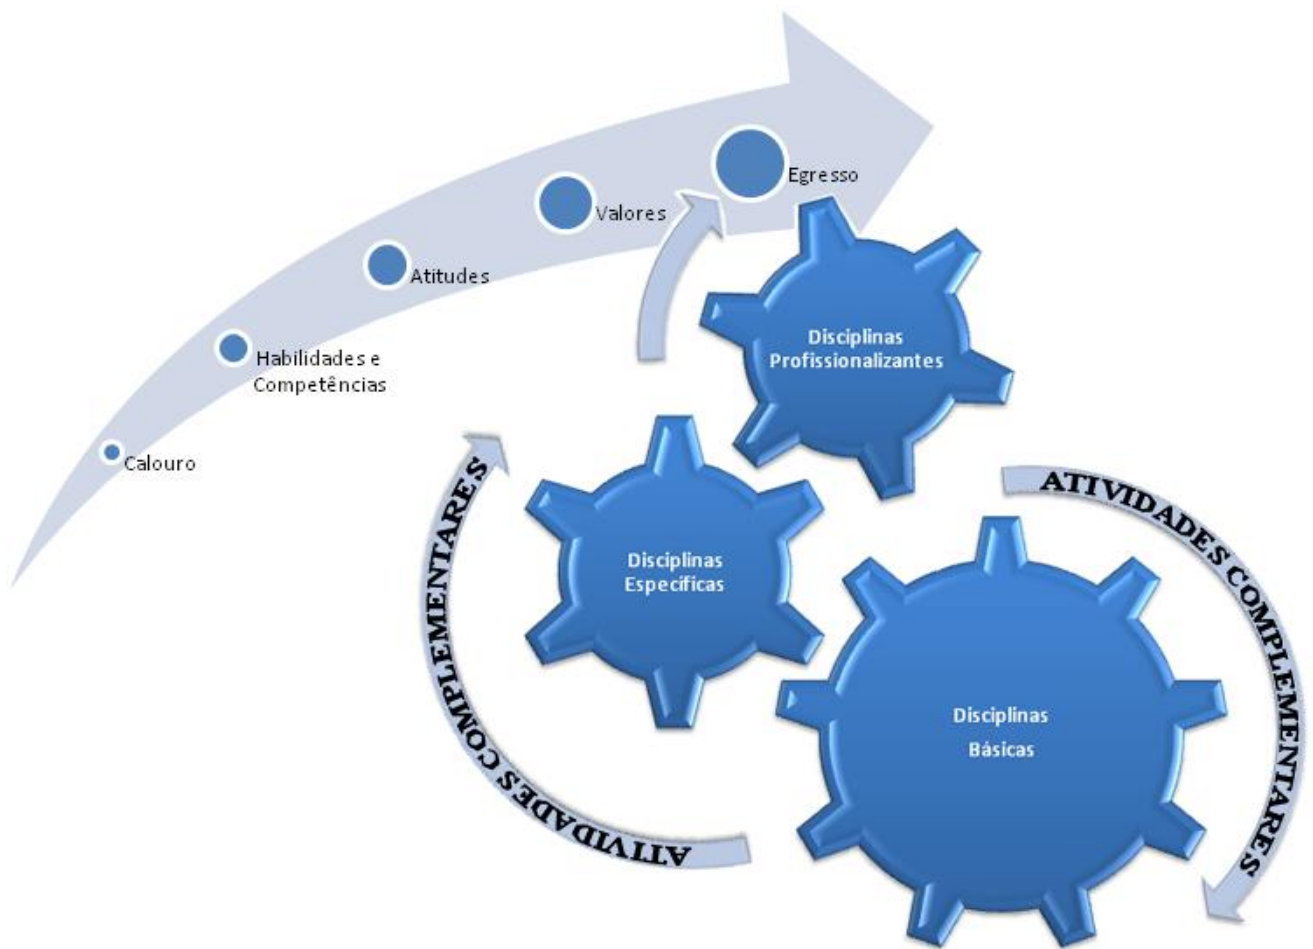 Egresso
Valores
Atitudes
Habilidades e
Competências
Calouro
Disciplinas
Profissionalizantes
Disciplinas
Específicas
Disciplinas
Básicas
ATIVIDADES COMPLEMENTARES
ATIVIDADES COMPLEMENTARES